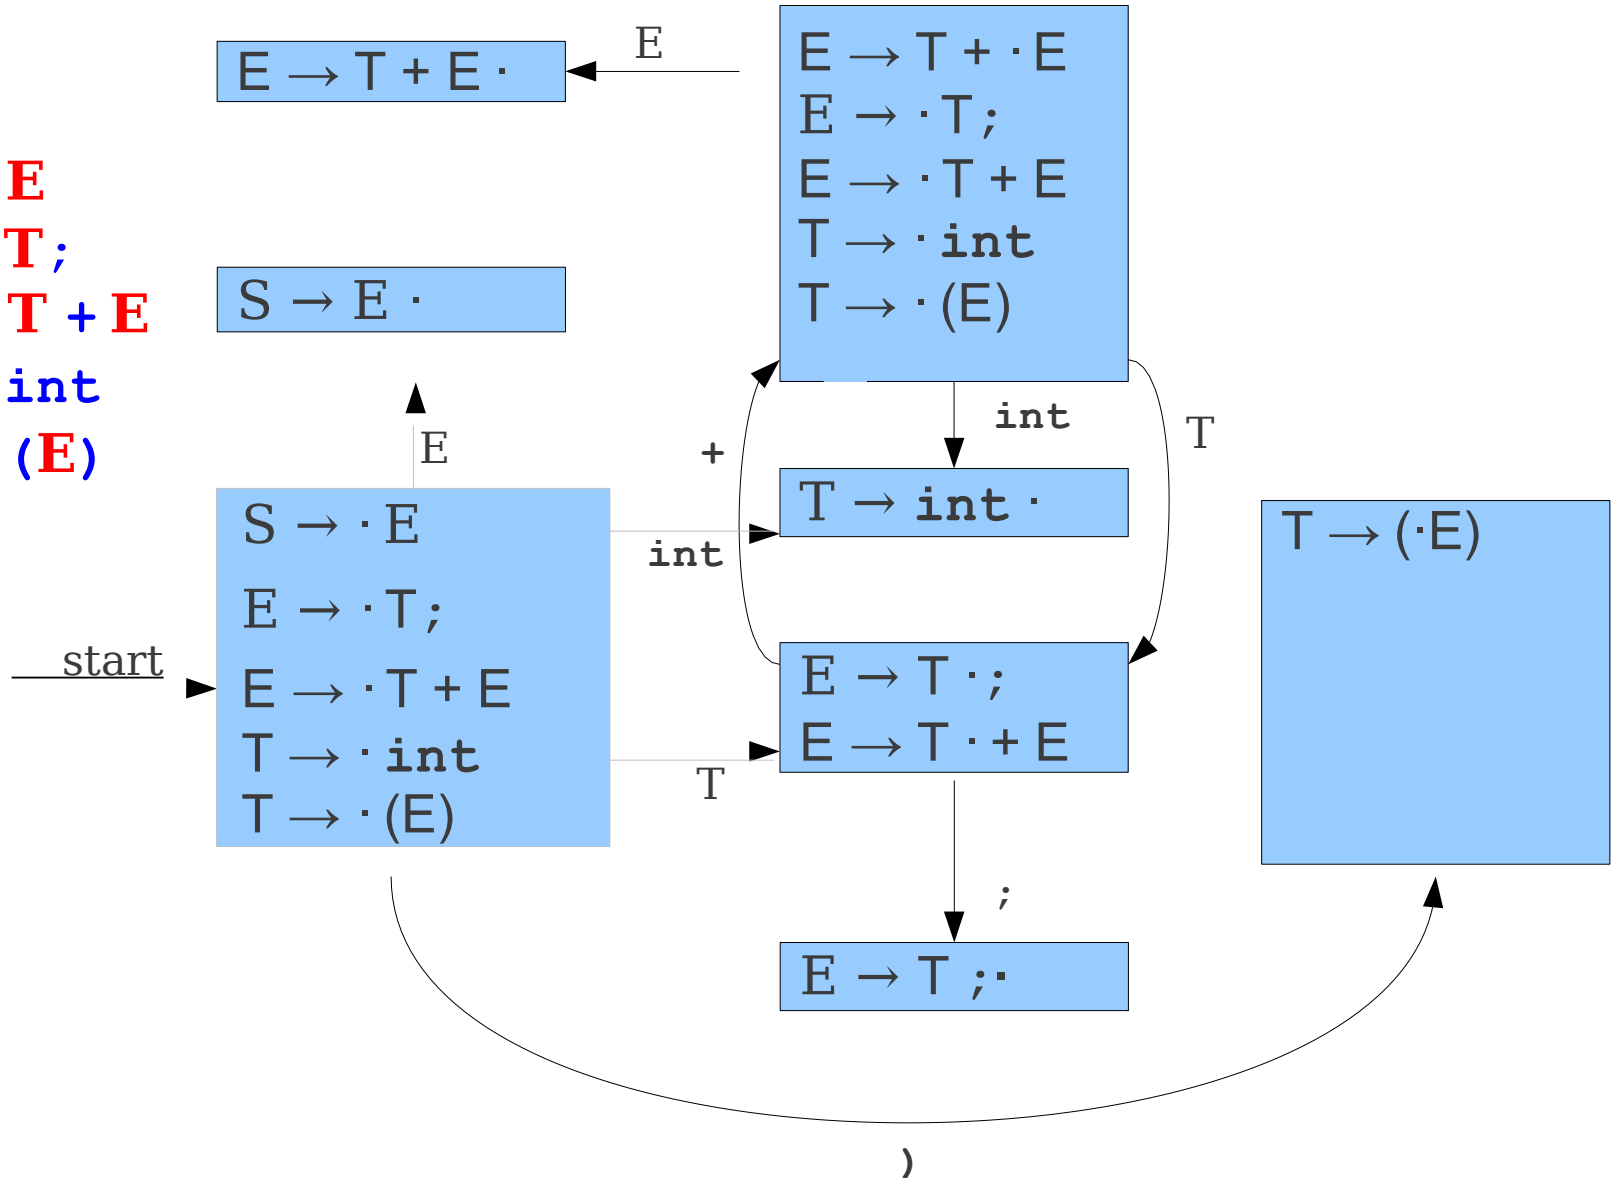 E
T ;
T + E
int
(E)
E → T + E ·
E
S → E ·
E
start
S → · E
E → · T ;
E → · T + E
T → · int
T → · (E)
E → T + · E
E → · T ;
E → · T + E
T → · int
T → · (E)
+
int
T
int
T → int ·
E → T · ;
E → T · + E
T
;
E → T ; ·
T → (·E)
)